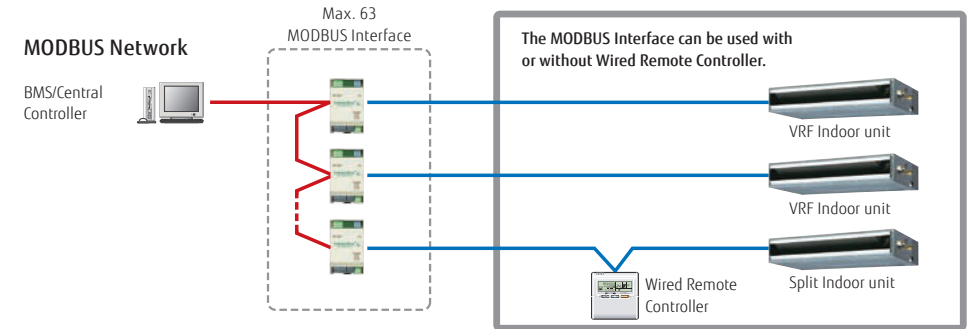 Max. 63
MODBUS Interface
MODBUS Network
BMS/Central
Controller
The MODBUS Interface can be used with
or without Wired Remote Controller.
VRF Indoor unit
VRF Indoor unit
Wired Remote
Controller
Split Indoor unit